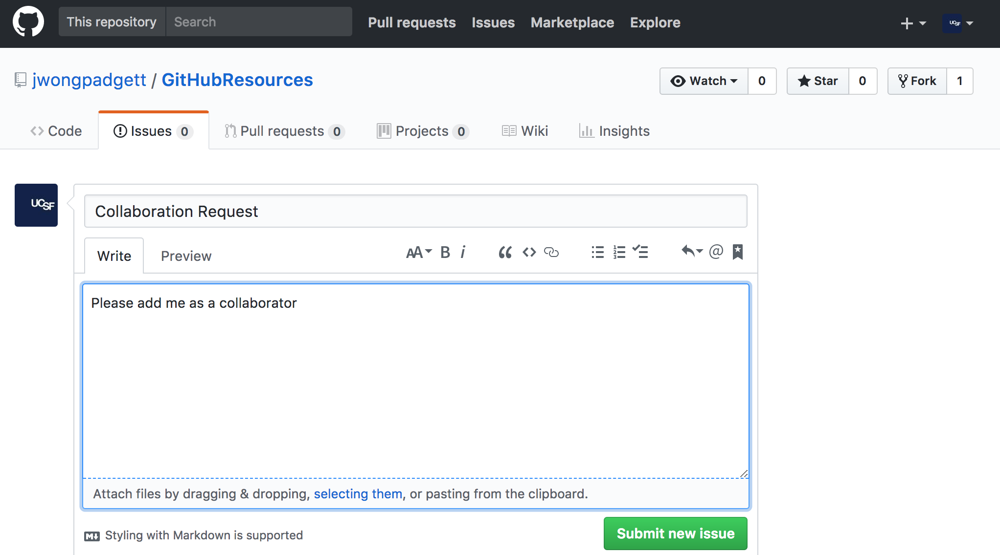 This repository Search Pull requests Issues Marketplace Explore UCSF
jwongpadgett / GitHubResources Watch 0 Star 0 Fork 1
Code Issues 0 Pull requests 0 Projects 0 Wiki Insights
UCSF
Collaboration Request
Write Preview AA B i
Please add me as a collaborator
Attach files by dragging & dropping, selecting them, or pasting from the clipboard.
Styling with Markdown is supported Submit new issue